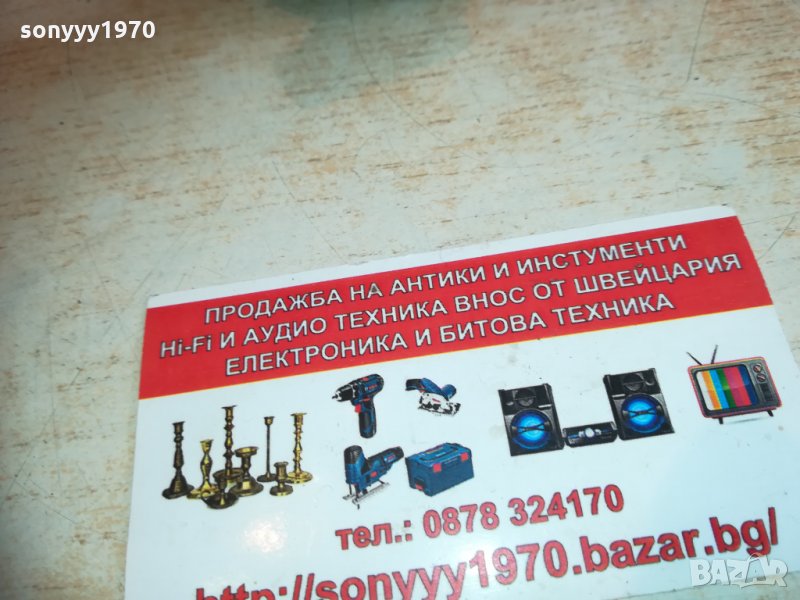 sonyyy1970
ПРОДАЖБА НА АНТИКИ И ИНСТУМЕНТИ
Hi-Fi И АУДИО ТЕХНИКА ВНОС ОТ ШВЕЙЦАРИЯ
ЕЛЕКТРОНИКА И БИТОВА ТЕХНИКА
тел.: 0878 324170
http://sonyyy1970.bazar.bg/
BAZAR